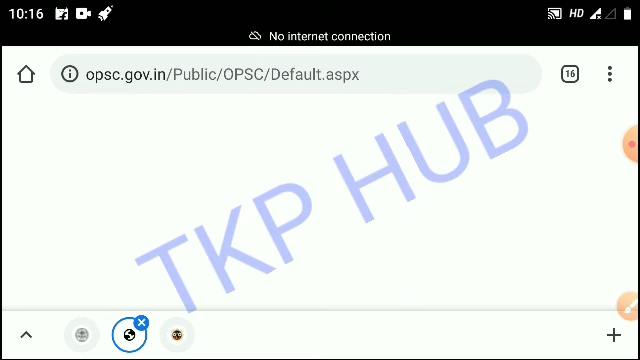 10:16
HD
No internet connection
opsc.gov.in/Public/OPSC/Default.aspx
16
TKP HUB